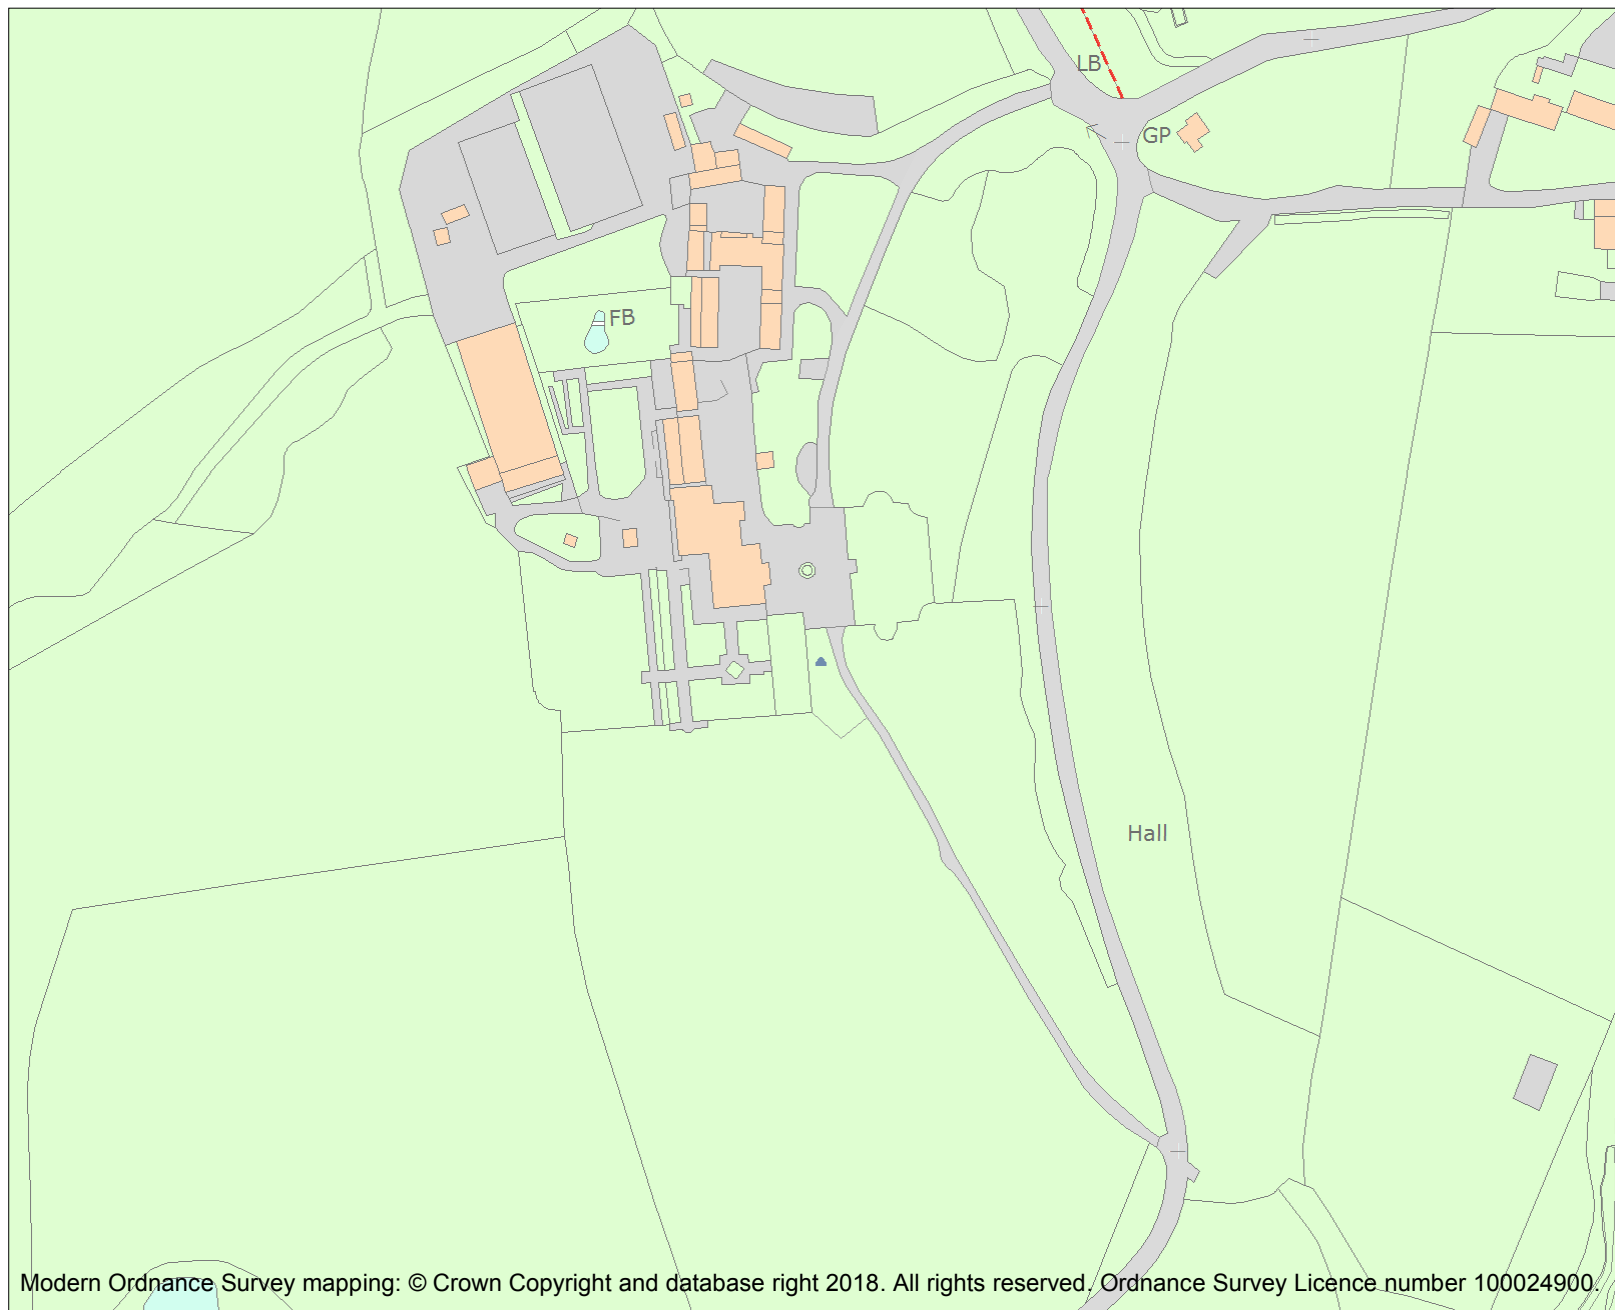 LB
GP
FB
Hall
Modern Ordnance Survey mapping: © Crown Copyright and database right 2018. All rights reserved. Ordnance Survey Licence number 100024900.